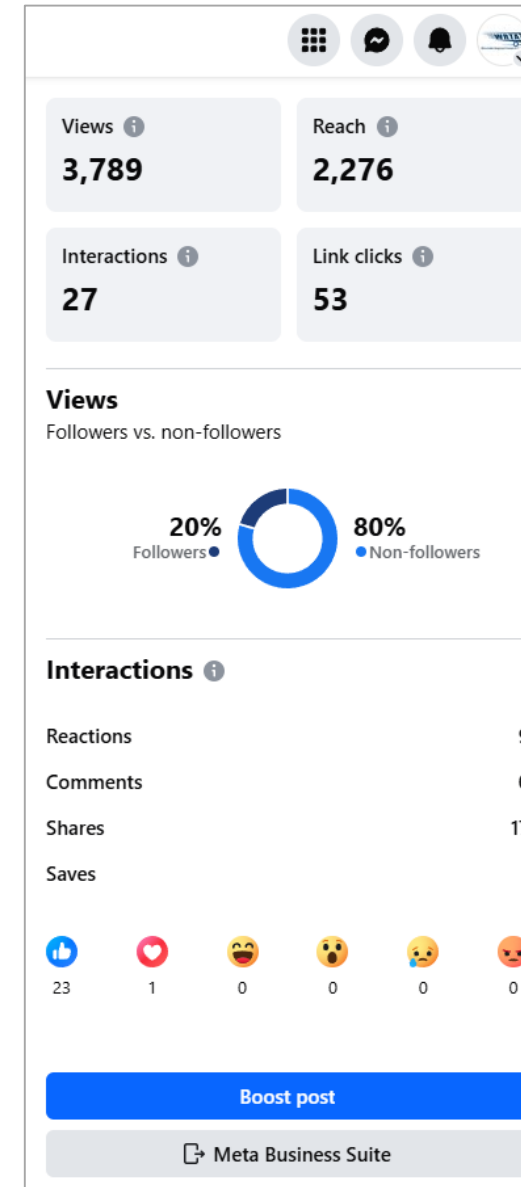 Views
Reach
3,789
2,276
Interactions
Link clicks
27
53
Views
Followers vs. non-followers
20%
80%
Followers
Non-followers
Interactions
Reactions
Comments
Shares
Saves
23 1 0 0 0 0
Boost post
Meta Business Suite